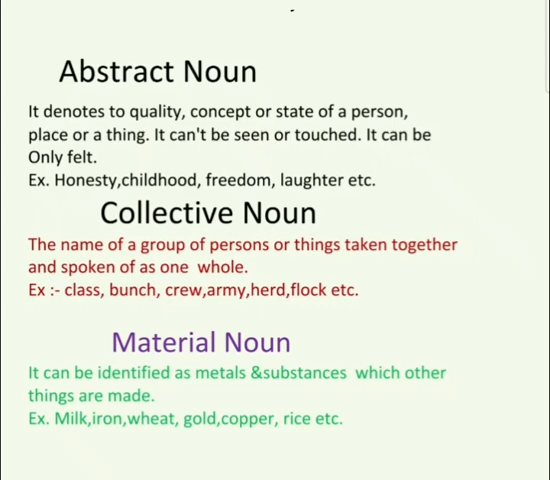 Abstract Noun
It denotes to quality, concept or state of a person,
place or a thing. It can't be seen or touched. It can be
Only felt.
Ex. Honesty,childhood, freedom, laughter etc.
Collective Noun
The name of a group of persons or things taken together
and spoken of as one  whole.
Ex :- class, bunch, crew,army,herd,flock etc.
Material Noun
It can be identified as metals &substances  which other
things are made.
Ex. Milk,iron,wheat, gold,copper, rice etc.